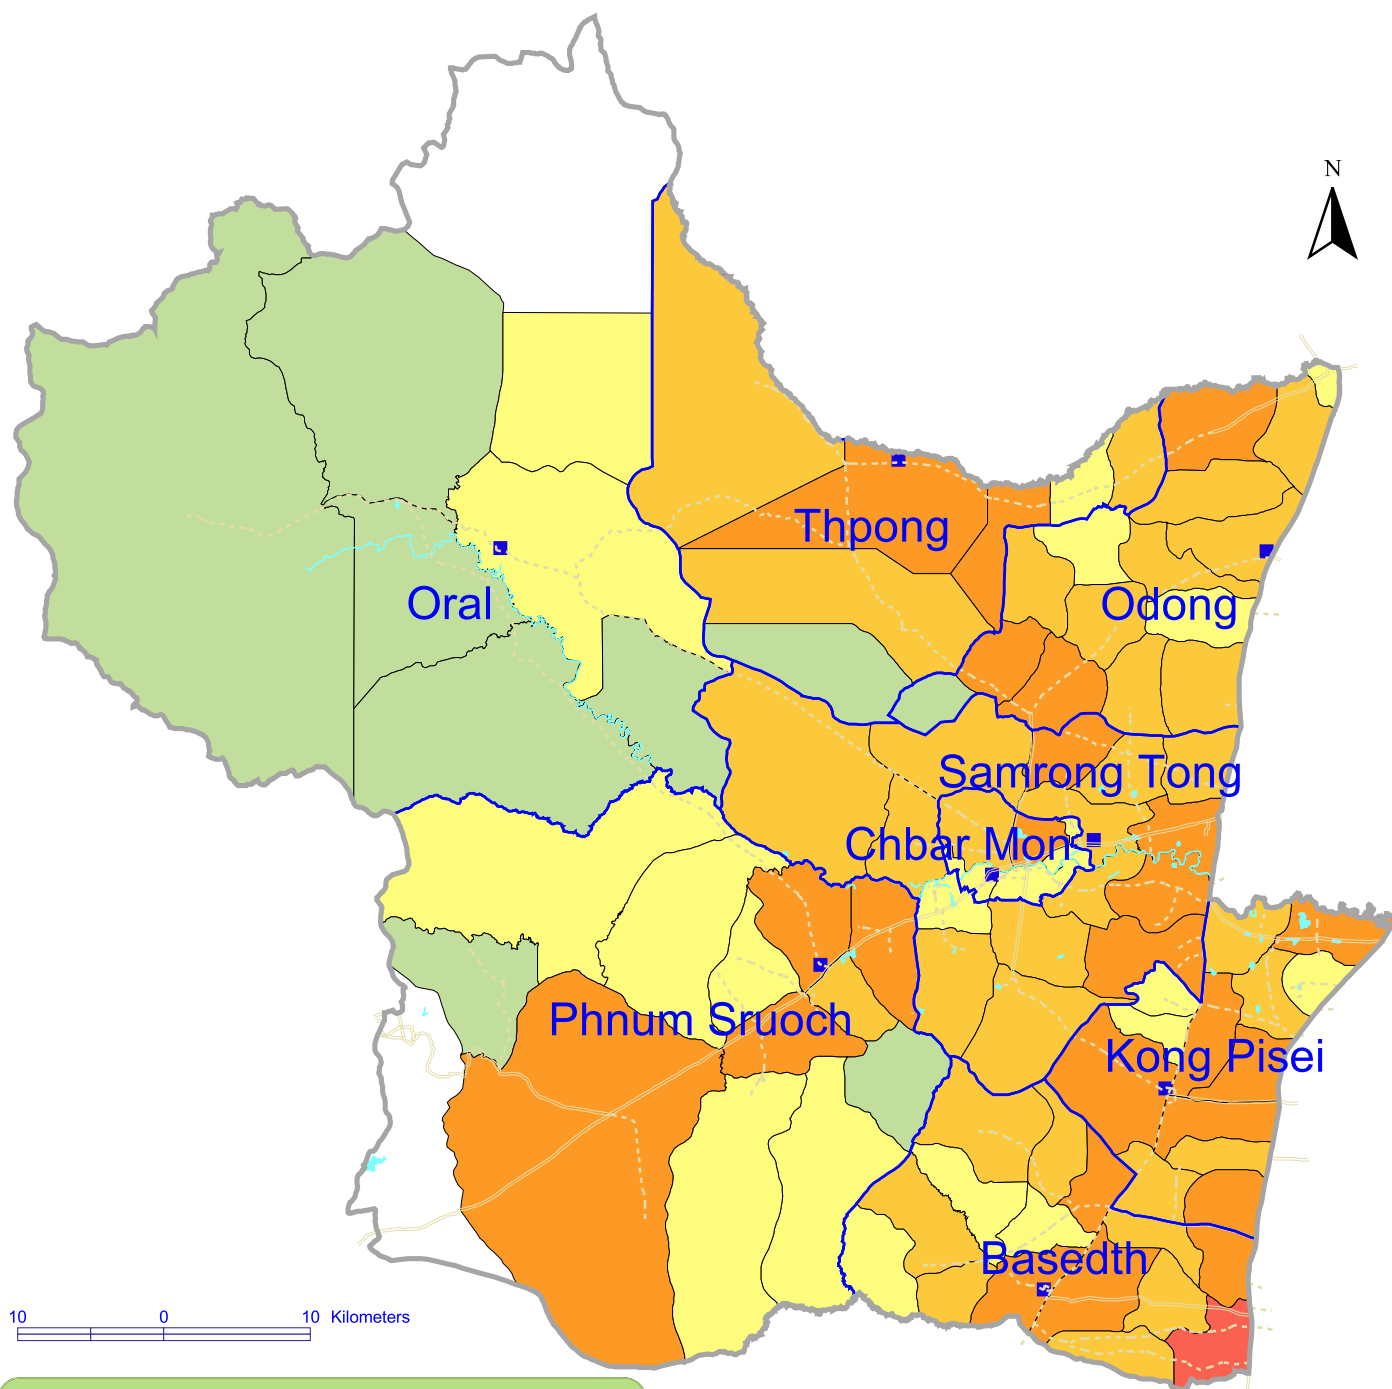 N
Thpong
Oral
Odong
Samrong Tong
Chbar Mon
Phnum Sruoch
Kong Pisei
Basedth
10 0 10 Kilometers